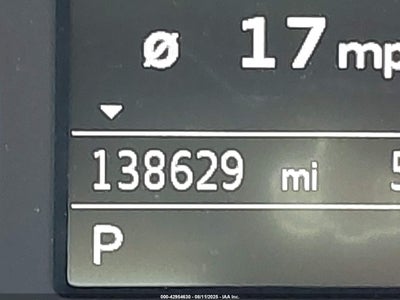 ø 17 mp
138629 mi 5
P
000-42954630 - 06/11/2025 - IAA Inc.